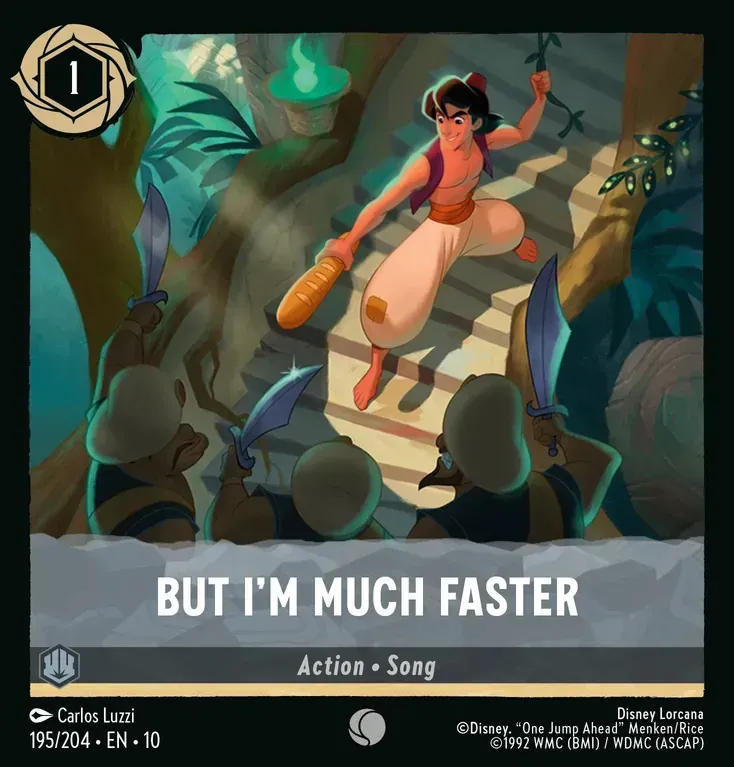 1
BUT I'M MUCH FASTER
Action • Song
Carlos Luzzi
195/204 • EN • 10
Disney Lorcana
©Disney. “One Jump Ahead” Menken/Rice
©1992 WMC (BMI) / WDMC (ASCAP)